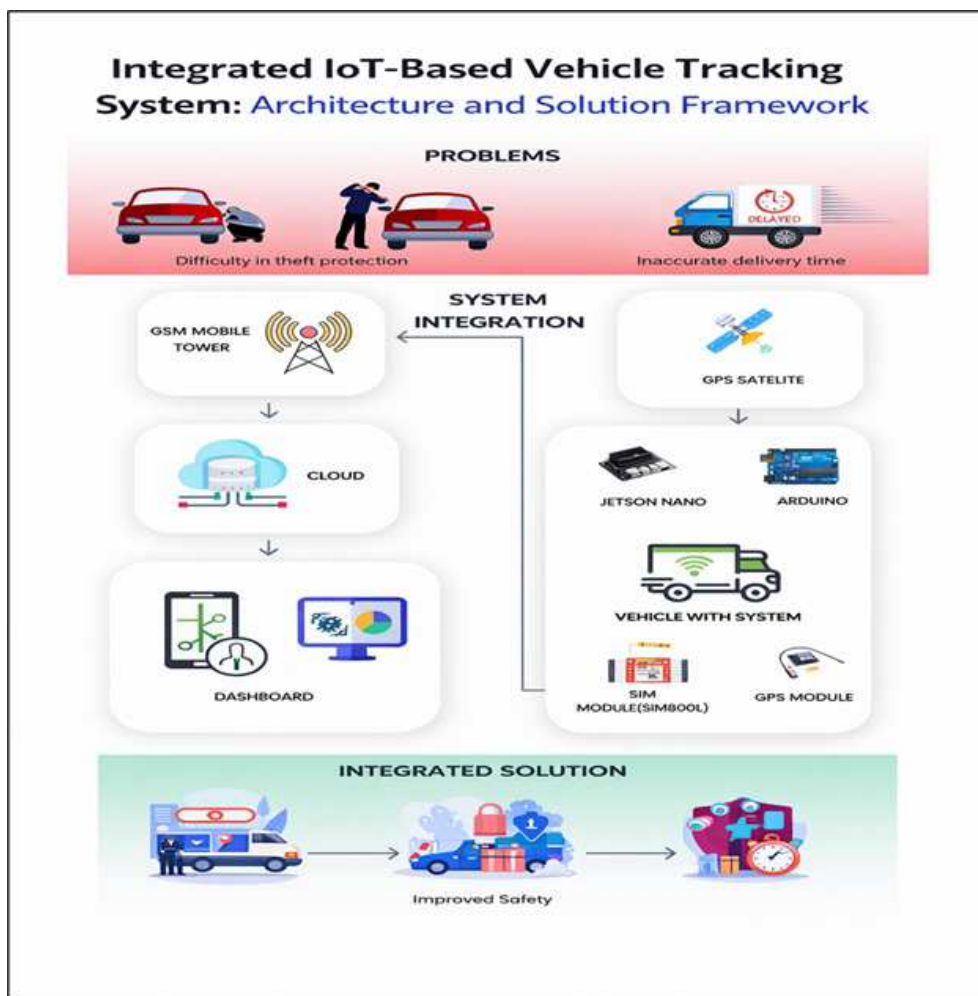 Integrated IoT-Based Vehicle Tracking
System: Architecture and Solution Framework
PROBLEMS
DELAYED
Difficulty in theft protection
Inaccurate delivery time
SYSTEM
INTEGRATION
GSM MOBILE
TOWER
GPS SATELITE
CLOUD
JETSON NANO
ARDUINO
VEHICLE WITH SYSTEM
DASHBOARD
SIM
MODULE(SIM800L)
GPS MODULE
INTEGRATED SOLUTION
Improved Safety